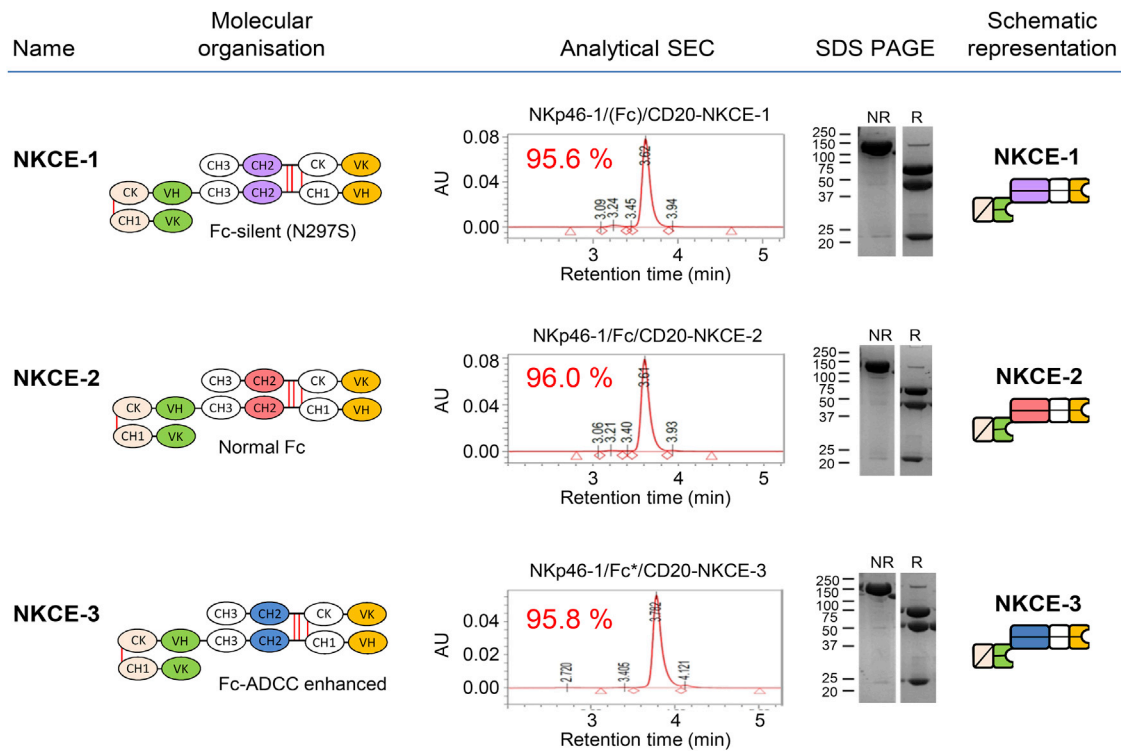 Name
Molecular organisation
Analytical SEC
SDS PAGE
Schematic representation
NKCE-1
CH3 CH2 CK VK
CK VH CH3 CH2 CH1 VH
CH1 VK
Fc-silent (N297S)
NKp46-1/(Fc)/CD20-NKCE-1
95.6 %
AU
0.08
0.04
0.00
3.09
3.24
3.45
3.62
3.94
3 4 5
Retention time (min)
NR R
250
150
100
75
50
37
25
20
NKCE-1
NKCE-2
CH3 CH2 CK VK
CK VH CH3 CH2 CH1 VH
CH1 VK
Normal Fc
NKp46-1/Fc/CD20-NKCE-2
96.0 %
AU
0.08
0.04
0.00
3.06
3.21
3.40
3.61
3.93
3 4 5
Retention time (min)
NR R
250
150
100
75
50
37
25
20
NKCE-2
NKCE-3
CH3 CH2 CK VK
CK VH CH3 CH2 CH1 VH
CH1 VK
Fc-ADCC enhanced
NKp46-1/Fc*/CD20-NKCE-3
95.8 %
AU
0.04
0.02
0.00
2.720
3.405
3.782
4.121
3 4 5
Retention time (min)
NR R
250
150
100
75
50
37
25
20
NKCE-3